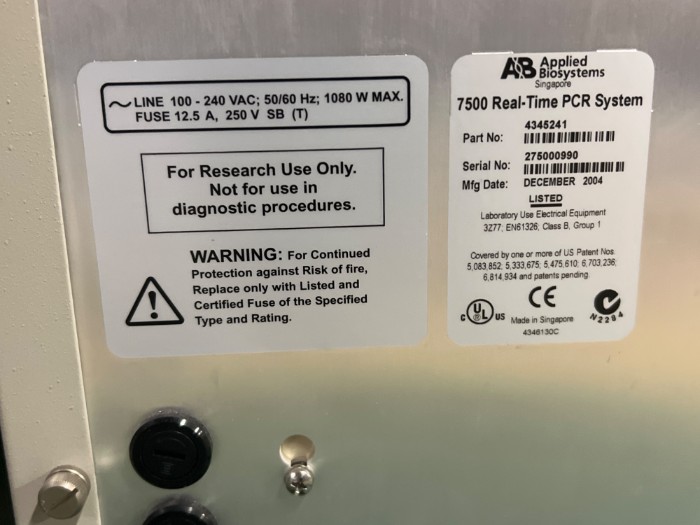 ~LINE 100 - 240 VAC; 50/60 Hz; 1080 W MAX.
FUSE 12.5 A, 250 V SB (T)
For Research Use Only.
Not for use in
diagnostic procedures.
WARNING: For Continued
Protection against Risk of fire,
Replace only with Listed and
Certified Fuse of the Specified
Type and Rating.
AB Applied
Biosystems
Singapore
7500 Real-Time PCR System
Part No: 4345241
Serial No: 275000990
Mfg Date: DECEMBER 2004
LISTED
Laboratory Use Electrical Equipment
3Z77; EN61326; Class B, Group 1
Covered by one or more of US Patent Nos.
5,083,852; 5,333,675; 5,475,610; 6,703,236;
6,814,934 and patents pending.
CE
C UL US Made in Singapore N2284
4346130C